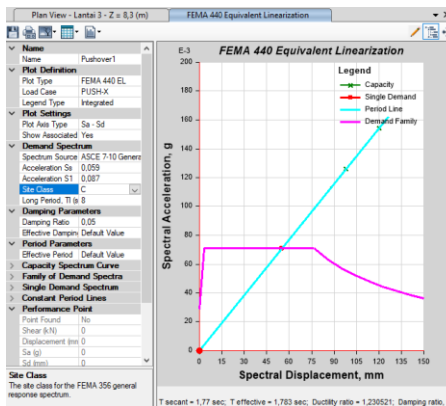 Plan View - Lantai 3 - Z = 8,3 (m)
FEMA 440 Equivalent Linearization
Name
Name Pushover1
Plot Definition
Plot Type FEMA 440 EL
Load Case PUSH-X
Legend Type Integrated
Plot Settings
Plot Axis Type Sa - Sd
Show Associated Yes
Demand Spectrum
Spectrum Source ASCE 7-10 Genera
Acceleration Ss 0,059
Acceleration S1 0,087
Site Class C
Long Period, Tl (s 8
Damping Parameters
Damping Ratio 0,05
Effective Damping Default Value
Period Parameters
Effective Period Default Value
Capacity Spectrum Curve
Family of Demand Spectra
Single Demand Spectrum
Constant Period Lines
Performance Point
Point Found No
Shear (kN) 0
Displacement (mm 0
Sa (g) 0
Sd (mm) 0
Site Class
The site class for the FEMA 356 general
response spectrum.
E-3
FEMA 440 Equivalent Linearization
Legend
Capacity
Single Demand
Period Line
Demand Family
Spectral Acceleration, g
200
180
160
140
120
100
80
60
40
20
0
0 15 30 45 60 75 90 105 120 135 150
Spectral Displacement, mm
T secant = 1,77 sec; T effective = 1,783 sec; Ductility ratio = 1,230521; Damping ratio,